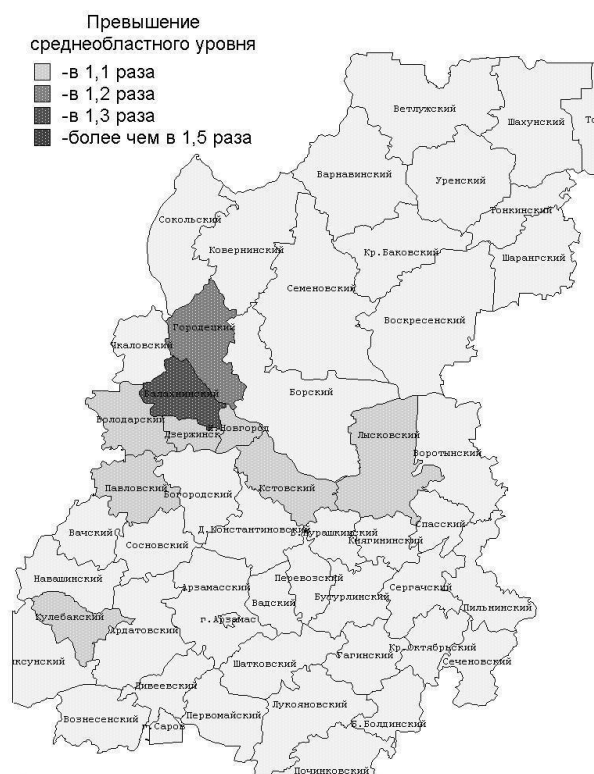 Превышение
среднеобластного уровня
-в 1,1 раза
-в 1,2 раза
-в 1,3 раза
-более чем в 1,5 раза
Ветлужский
Шахунский
То
Варнавинский
Уренский
Тонкинский
Сокольский
Ковернинский
Кр.Баковский
Шарангский
Семеновский
Воскресенский
Городецкий
Чкаловский
Балахнинский
Борский
Володарский
Дзержинск
Н.Новгород
Лысковский
Воротынский
Павловский
Богородский
Кстовский
Спасский
Вачский
Д.Константиновский
Б.Мурашкинский
Княгининский
Сосновский
Навашинский
Арзамасский
Перевозский
Сергачский
Вадский
Бутурлинский
Пильнинский
Кулебакский
г.Арзамас
Ардатовский
Кр.Октябрьский
ыксунский
Шатковский
Гагинский
Сеченовский
Дивеевский
Вознесенский
г.Саров
Первомайский
Лукояновский
Б.Болдинский
Починковский